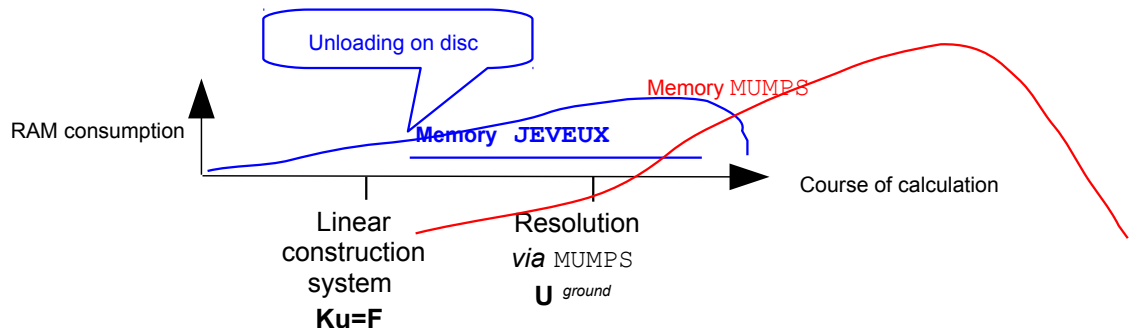 Unloading on disc
Memory MUMPS
RAM consumption
Memory JEVEUX
Course of calculation
Linear
construction
system
Ku=F
Resolution
via MUMPS
U ground